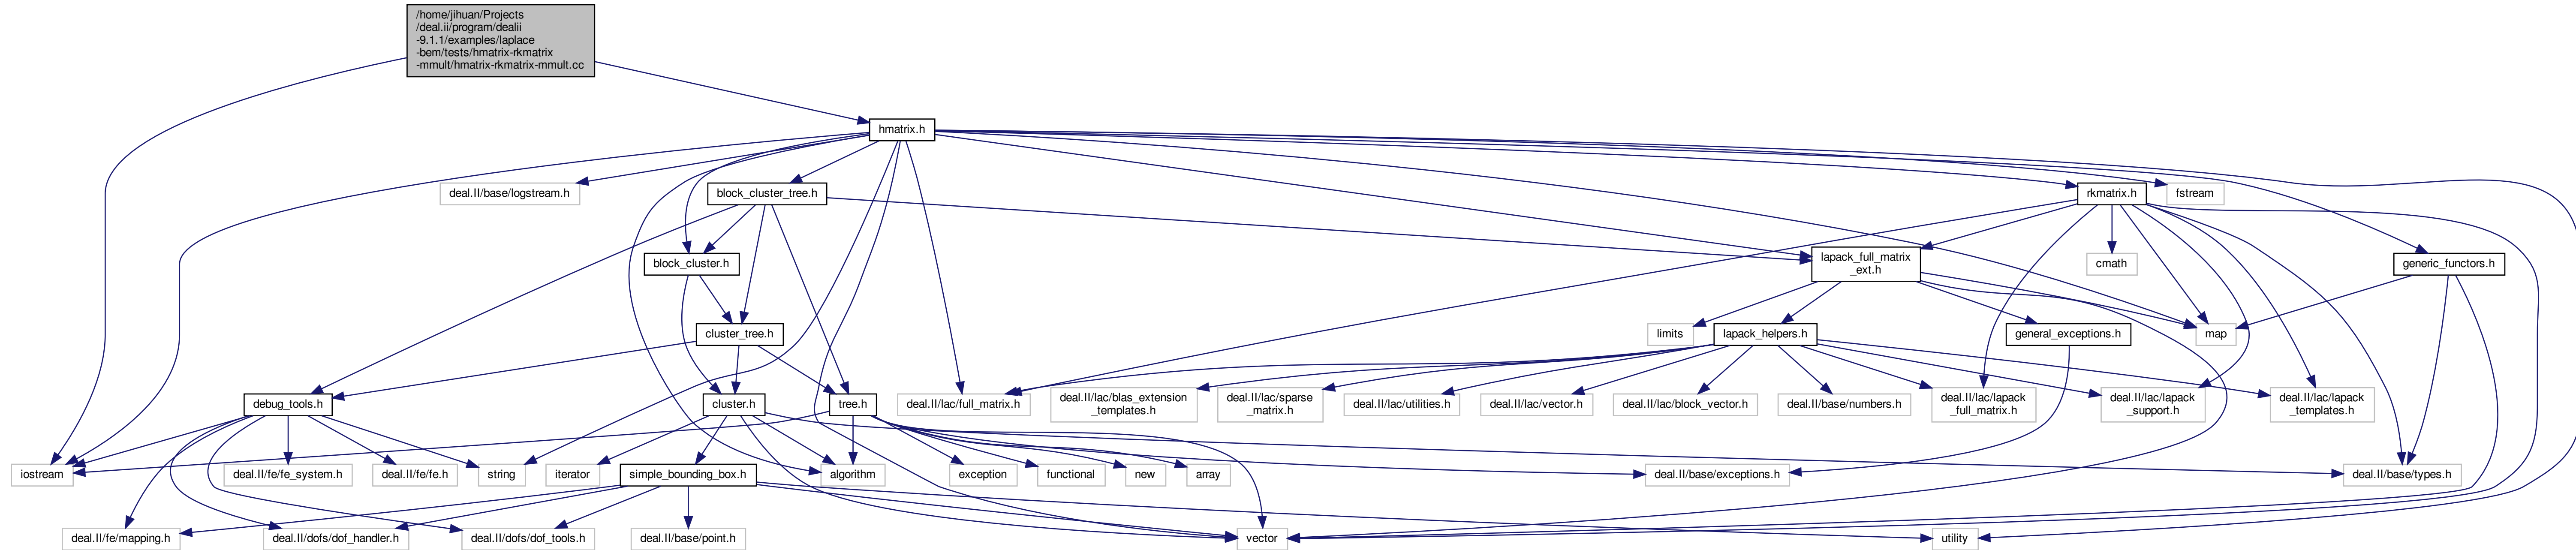 /home/jihuan/Projects
/deal.ii/program/dealii
-9.1.1/examples/laplace
-bem/tests/hmatrix-rkmatrix
-mmult/hmatrix-rkmatrix-mmult.cc
hmatrix.h
deal.II/base/logstream.h
block_cluster_tree.h
rkmatrix.h
fstream
block_cluster.h
lapack_full_matrix
_ext.h
cmath
generic_functors.h
cluster_tree.h
limits
lapack_helpers.h
general_exceptions.h
map
debug_tools.h
cluster.h
tree.h
deal.II/lac/full_matrix.h
deal.II/lac/blas_extension
_templates.h
deal.II/lac/sparse
_matrix.h
deal.II/lac/utilities.h
deal.II/lac/vector.h
deal.II/lac/block_vector.h
deal.II/base/numbers.h
deal.II/lac/lapack
_full_matrix.h
deal.II/lac/lapack
_support.h
deal.II/lac/lapack
_templates.h
iostream
deal.II/fe/fe_system.h
deal.II/fe/fe.h
string
iterator
simple_bounding_box.h
algorithm
exception
functional
new
array
deal.II/base/exceptions.h
deal.II/base/types.h
deal.II/fe/mapping.h
deal.II/dofs/dof_handler.h
deal.II/dofs/dof_tools.h
deal.II/base/point.h
vector
utility